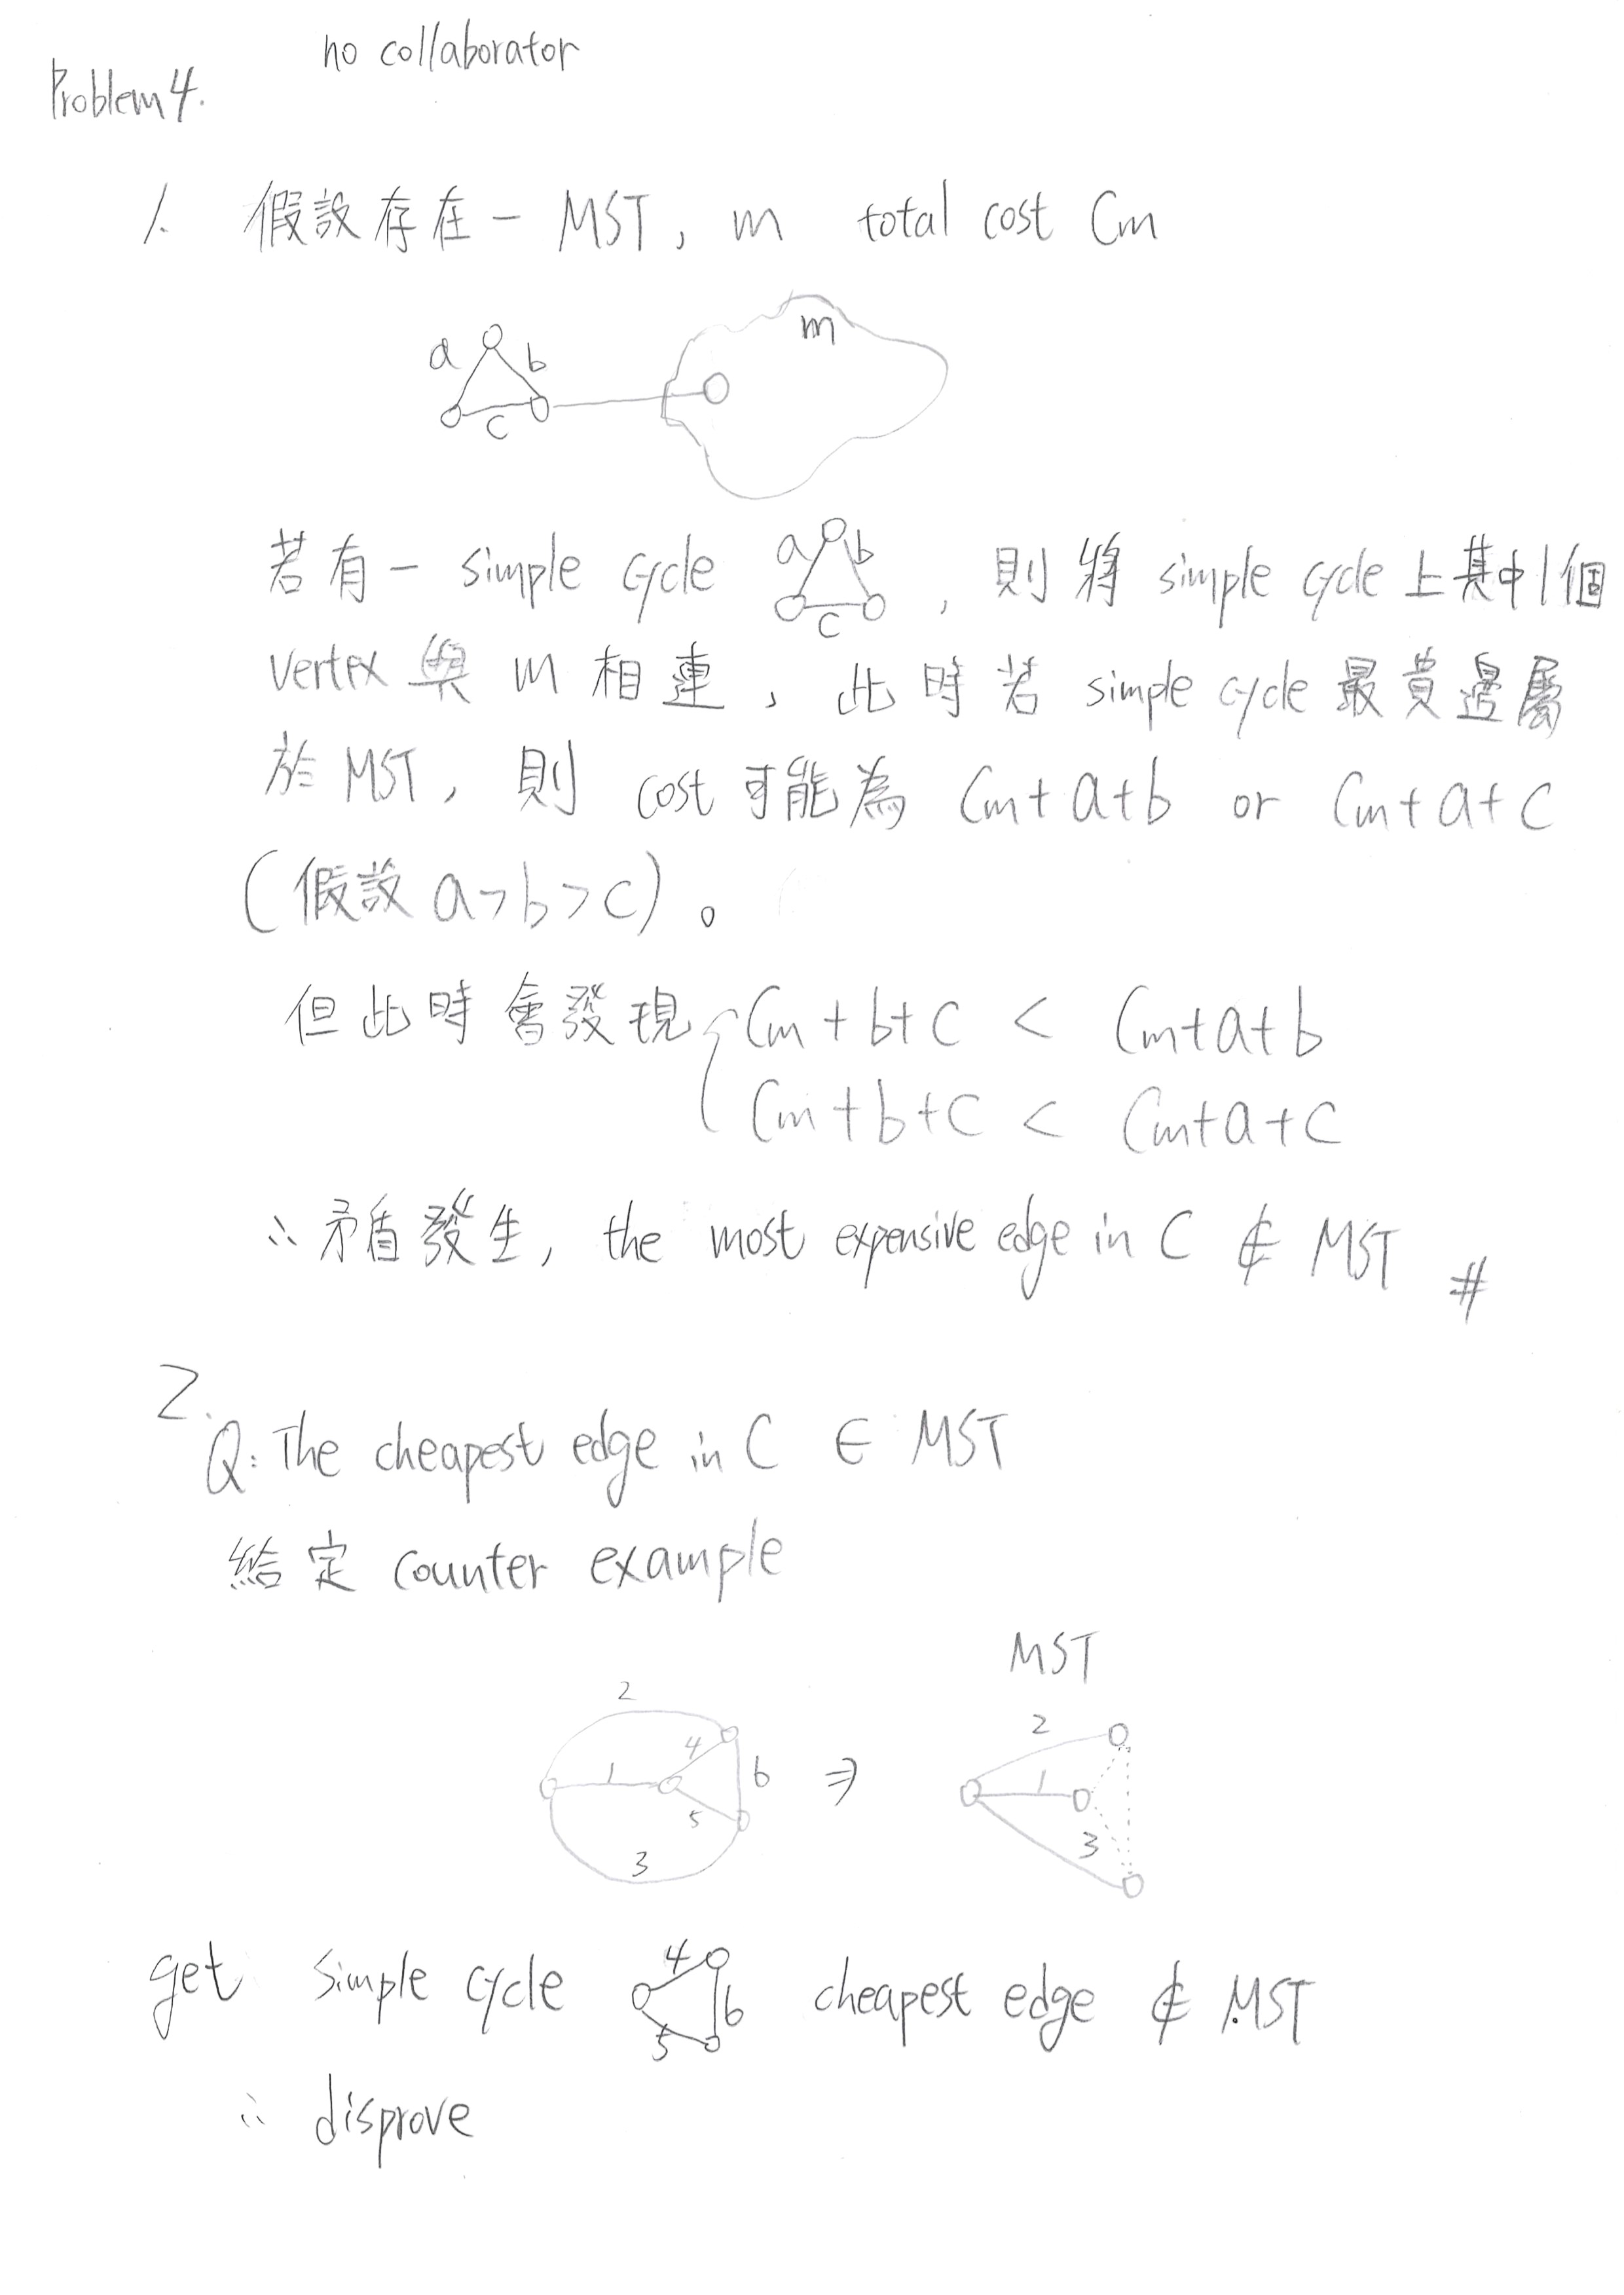 no collaborator
Problem 4.
1. 假設存在一 MST, m total cost Cm
m
a b
c
若有一 simple cycle a b c , 則將 simple cycle 上其中1個
vertex 與 m 相連, 此時若 simple cycle 最貴邊屬
於 MST, 則 cost 可能為 Cm+a+b or Cm+a+c
(假設 a>b>c)。
但此時會發現 { Cm+b+c < Cm+a+b
Cm+b+c < Cm+a+c
∴ 矛盾發生, the most expensive edge in C ∉ MST #
2.
Q: The cheapest edge in C ∈ MST
給定 counter example
MST
2 2
4
1 6 ⇒ 1
5
3 3
get simple cycle 4 6 5 cheapest edge ∉ MST
∴ disprove